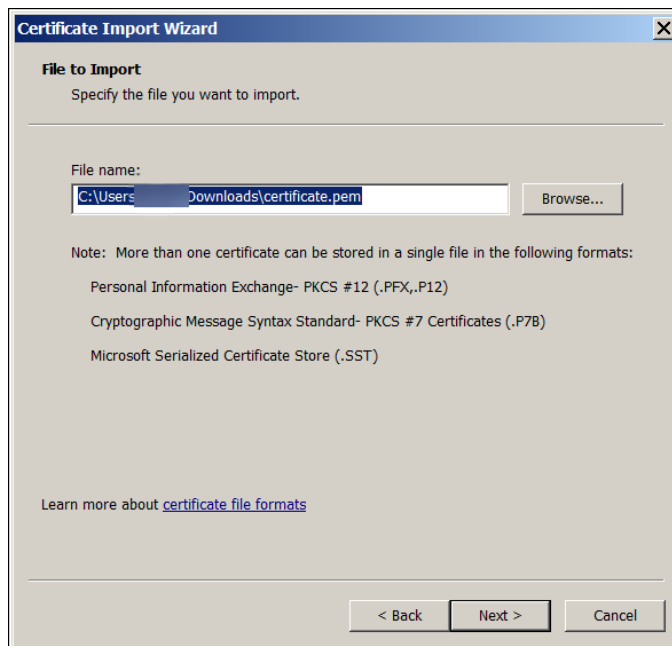 Certificate Import Wizard
File to Import
Specify the file you want to import.
File name:
C:\Users Downloads\certificate.pem
Browse...
Note: More than one certificate can be stored in a single file in the following formats:
Personal Information Exchange- PKCS #12 (.PFX,.P12)
Cryptographic Message Syntax Standard- PKCS #7 Certificates (.P7B)
Microsoft Serialized Certificate Store (.SST)
Learn more about certificate file formats
< Back Next > Cancel